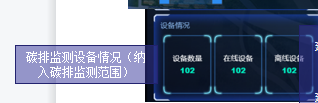 设备情况
碳排监测设备情况（纳
入碳排监测范围）
设备数量 在线设备 离线设备
102 102 102